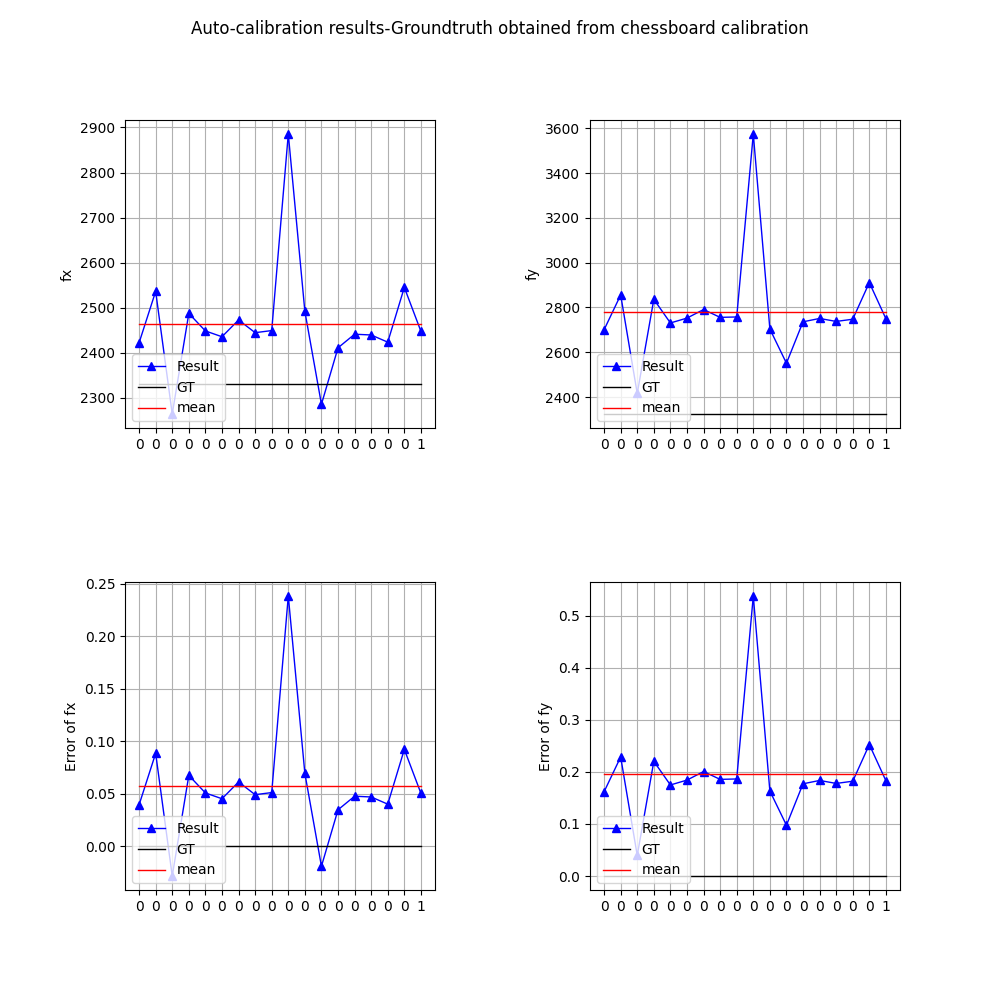 Auto-calibration results-Groundtruth obtained from chessboard calibration
2900
2800
2700
2600
2500
2400
2300
fx
Result
GT
mean
0 0 0 0 0 0 0 0 0 0 0 0 0 0 0 0 0 1
3600
3400
3200
3000
2800
2600
2400
fy
Result
GT
mean
0 0 0 0 0 0 0 0 0 0 0 0 0 0 0 0 0 1
0.25
0.20
0.15
0.10
0.05
0.00
Error of fx
Result
GT
mean
0 0 0 0 0 0 0 0 0 0 0 0 0 0 0 0 0 1
0.5
0.4
0.3
0.2
0.1
0.0
Error of fy
Result
GT
mean
0 0 0 0 0 0 0 0 0 0 0 0 0 0 0 0 0 1